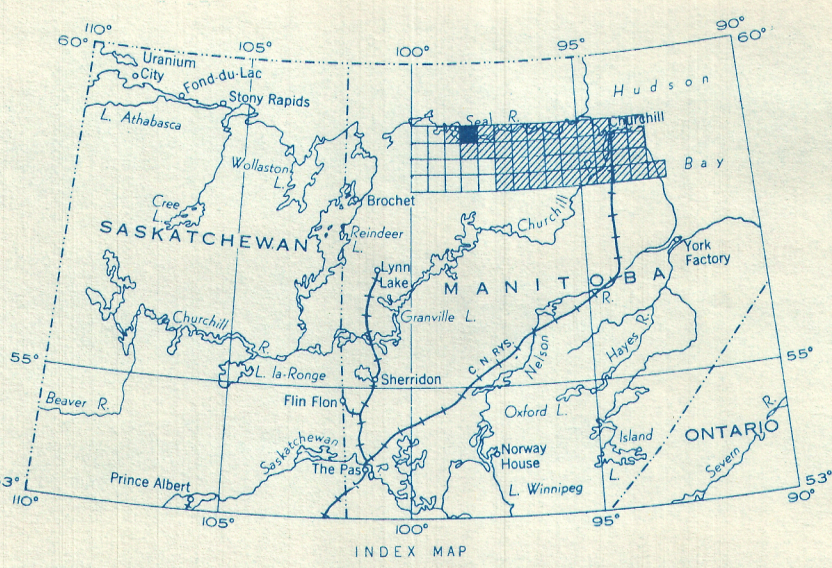 110°
105°
100°
95°
90°
60°
60°
Uranium
City
Fond-du-Lac
Stony Rapids
L. Athabasca
Seal R.
Hudson
Churchill
Bay
Wollaston
L.
Cree
L.
Brochet
Reindeer
L.
SASKATCHEWAN
Churchill
York
Factory
Lynn
Lake
MANITOBA
R.
Churchill
R.
Granville L.
C N RYS.
Nelson
Hayes R.
55°
55°
L. la-Ronge
Sherridon
Beaver R.
Flin Flon
Oxford L.
Island
L.
ONTARIO
R.
Severn
Saskatchewan
R.
The Pas
Norway
House
L. Winnipeg
Prince Albert
53°
53°
110°
105°
100°
95°
90°
INDEX MAP